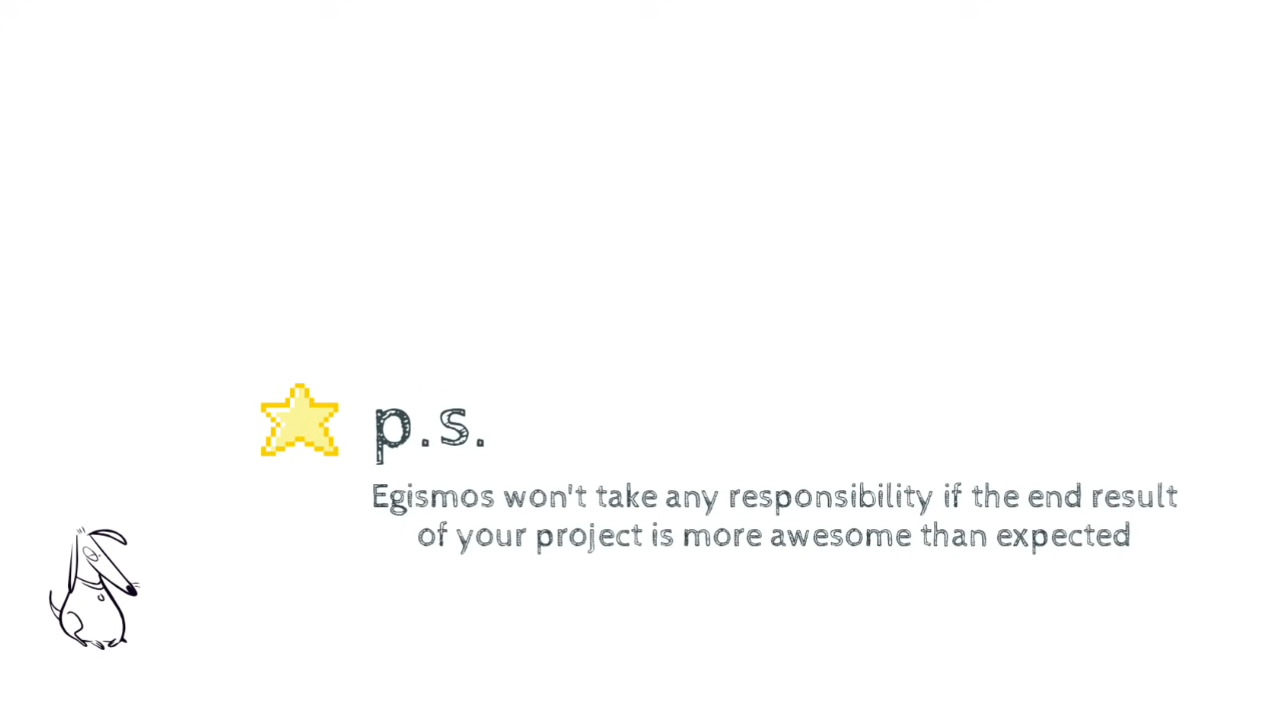 p.s.
Egismos won't take any responsibility if the end result
of your project is more awesome than expected